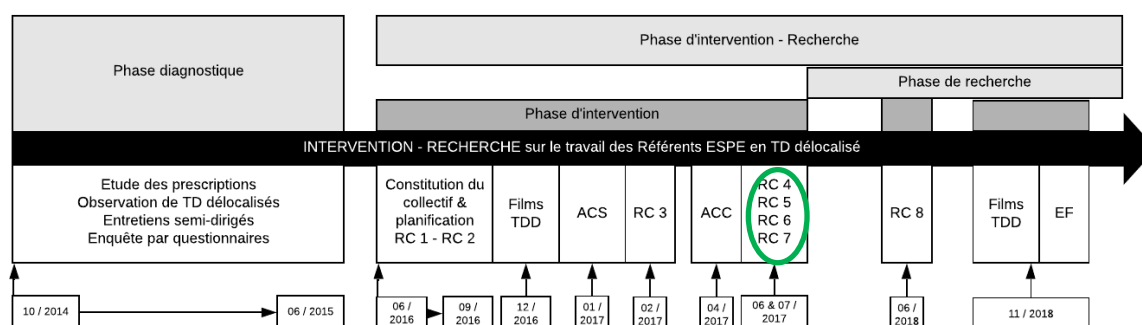 Phase diagnostique
Phase d'intervention - Recherche
Phase de recherche
Phase d'intervention
INTERVENTION - RECHERCHE sur le travail des Référents ESPE en TD délocalisé
Etude des prescriptions
Observation de TD délocalisés
Entretiens semi-dirigés
Enquête par questionnaires
Constitution du
collectif &
planification
RC 1 - RC 2
Films
TDD
ACS
RC 3
ACC
RC 4
RC 5
RC 6
RC 7
RC 8
Films
TDD
EF
10 / 2014
06 / 2015
06 /
2016
09 /
2016
12 /
2016
01 /
2017
02 /
2017
04 /
2017
06 & 07 /
2017
06 /
2018
11 / 2018